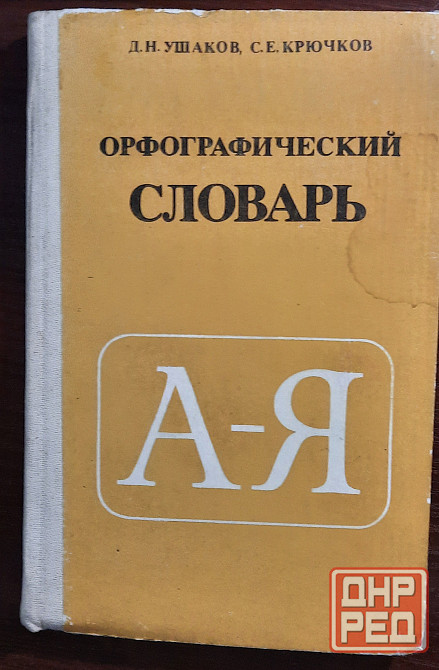 Д.Н.УШАКОВ, С.Е.КРЮЧКОВ
ОРФОГРАФИЧЕСКИЙ
СЛОВАРЬ
А-Я
ДНР
РЕД